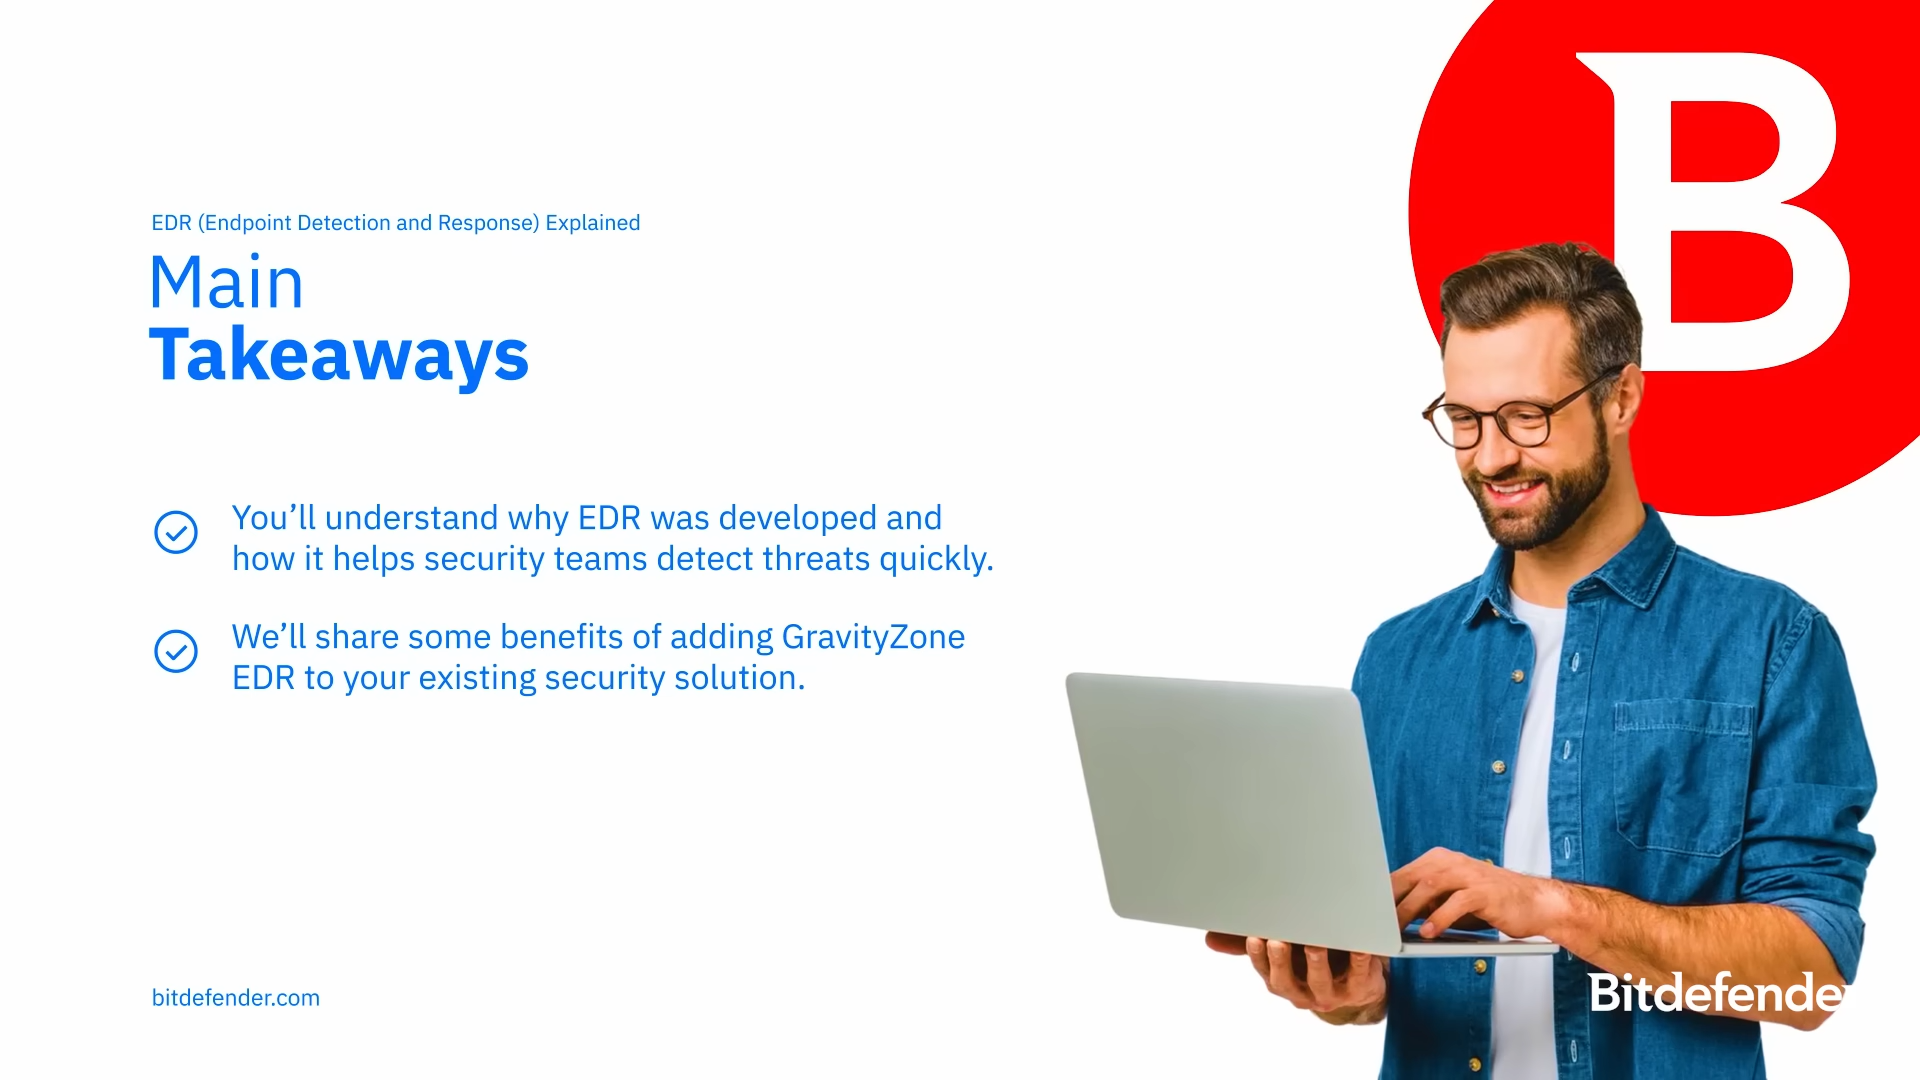 B
EDR (Endpoint Detection and Response) Explained
Main
Takeaways
You’ll understand why EDR was developed and
how it helps security teams detect threats quickly.
We’ll share some benefits of adding GravityZone
EDR to your existing security solution.
bitdefender.com
Bitdefender